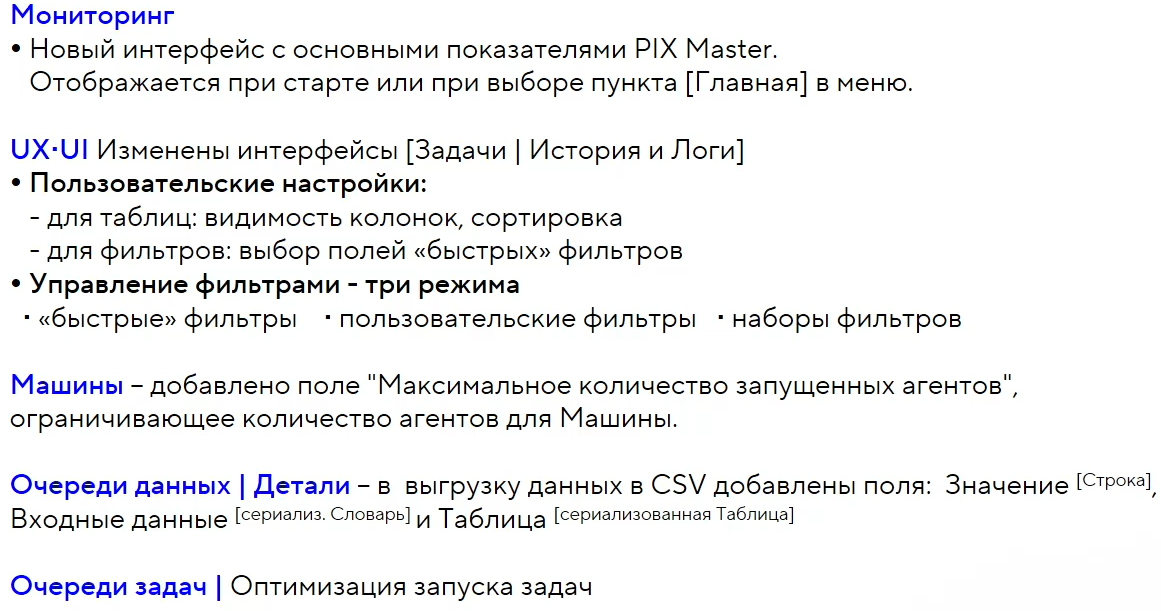 Мониторинг
• Новый интерфейс с основными показателями PIX Master.
Отображается при старте или при выборе пункта [Главная] в меню.
UX·UI Изменены интерфейсы [Задачи | История и Логи]
• Пользовательские настройки:
- для таблиц: видимость колонок, сортировка
- для фильтров: выбор полей «быстрых» фильтров
• Управление фильтрами - три режима
· «быстрые» фильтры · пользовательские фильтры · наборы фильтров
Машины – добавлено поле "Максимальное количество запущенных агентов",
ограничивающее количество агентов для Машины.
Очереди данных | Детали – в выгрузку данных в CSV добавлены поля: Значение [Строка],
Входные данные [сериализ. Словарь] и Таблица [сериализованная Таблица]
Очереди задач | Оптимизация запуска задач